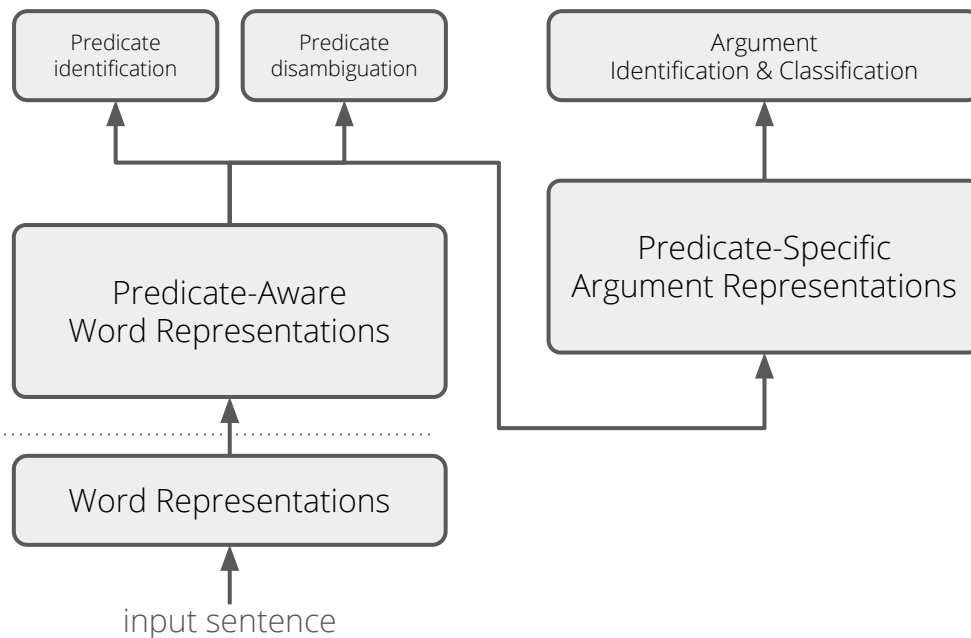 Predicate
identification
Predicate
disambiguation
Argument
Identification & Classification
Predicate-Aware
Word Representations
Predicate-Specific
Argument Representations
Word Representations
input sentence